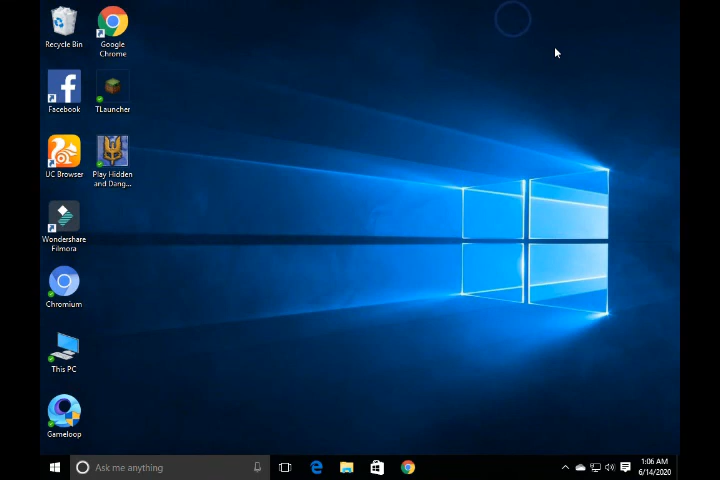 Recycle Bin
Google
Chrome
Facebook
TLauncher
UC Browser
Play Hidden
and Dang...
Wondershare
Filmora
Chromium
This PC
Gameloop
Ask me anything
1:06 AM
6/14/2020